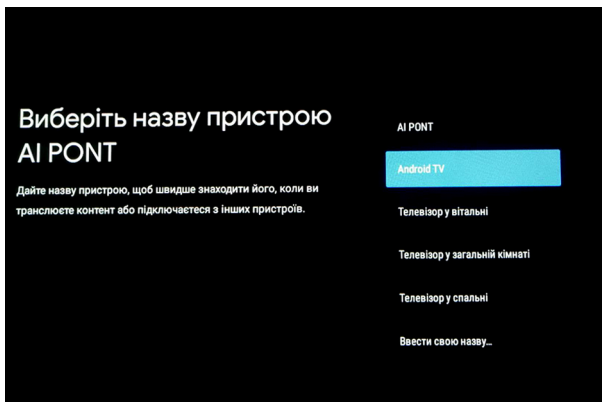 Виберіть назву пристрою
AI PONT
Дайте назву пристрою, щоб швидше знаходити його, коли ви
транслюєте контент або підключаєтеся з інших пристроїв.
AI PONT
Android TV
Телевізор у вітальні
Телевізор у загальній кімнаті
Телевізор у спальні
Ввести свою назву...